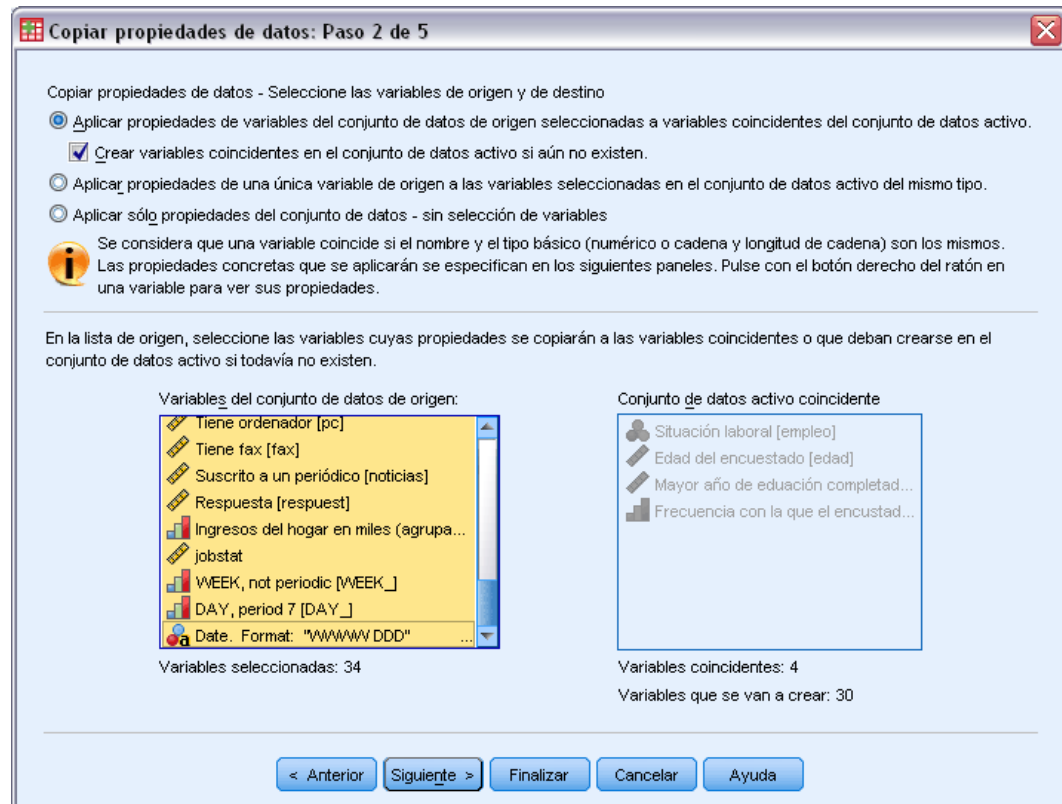 Copiar propiedades de datos: Paso 2 de 5
Copiar propiedades de datos - Seleccione las variables de origen y de destino
Aplicar propiedades de variables del conjunto de datos de origen seleccionadas a variables coincidentes del conjunto de datos activo.
Crear variables coincidentes en el conjunto de datos activo si aún no existen.
Aplicar propiedades de una única variable de origen a las variables seleccionadas en el conjunto de datos activo del mismo tipo.
Aplicar sólo propiedades del conjunto de datos - sin selección de variables
Se considera que una variable coincide si el nombre y el tipo básico (numérico o cadena y longitud de cadena) son los mismos.
Las propiedades concretas que se aplicarán se especifican en los siguientes paneles. Pulse con el botón derecho del ratón en
una variable para ver sus propiedades.
En la lista de origen, seleccione las variables cuyas propiedades se copiarán a las variables coincidentes o que deban crearse en el
conjunto de datos activo si todavía no existen.
Variables del conjunto de datos de origen:
Tiene ordenador [pc]
Tiene fax [fax]
Suscrito a un periódico [noticias]
Respuesta [respuest]
Ingresos del hogar en miles (agrupa...
jobstat
WEEK, not periodic [WEEK_]
DAY, period 7 [DAY_]
Date. Format: "WWWW DDD" ...
Variables seleccionadas: 34
Conjunto de datos activo coincidente
Situación laboral [empleo]
Edad del encuestado [edad]
Mayor año de eduación completad...
Frecuencia con la que el encustad...
Variables coincidentes: 4
Variables que se van a crear: 30
< Anterior
Siguiente >
Finalizar
Cancelar
Ayuda